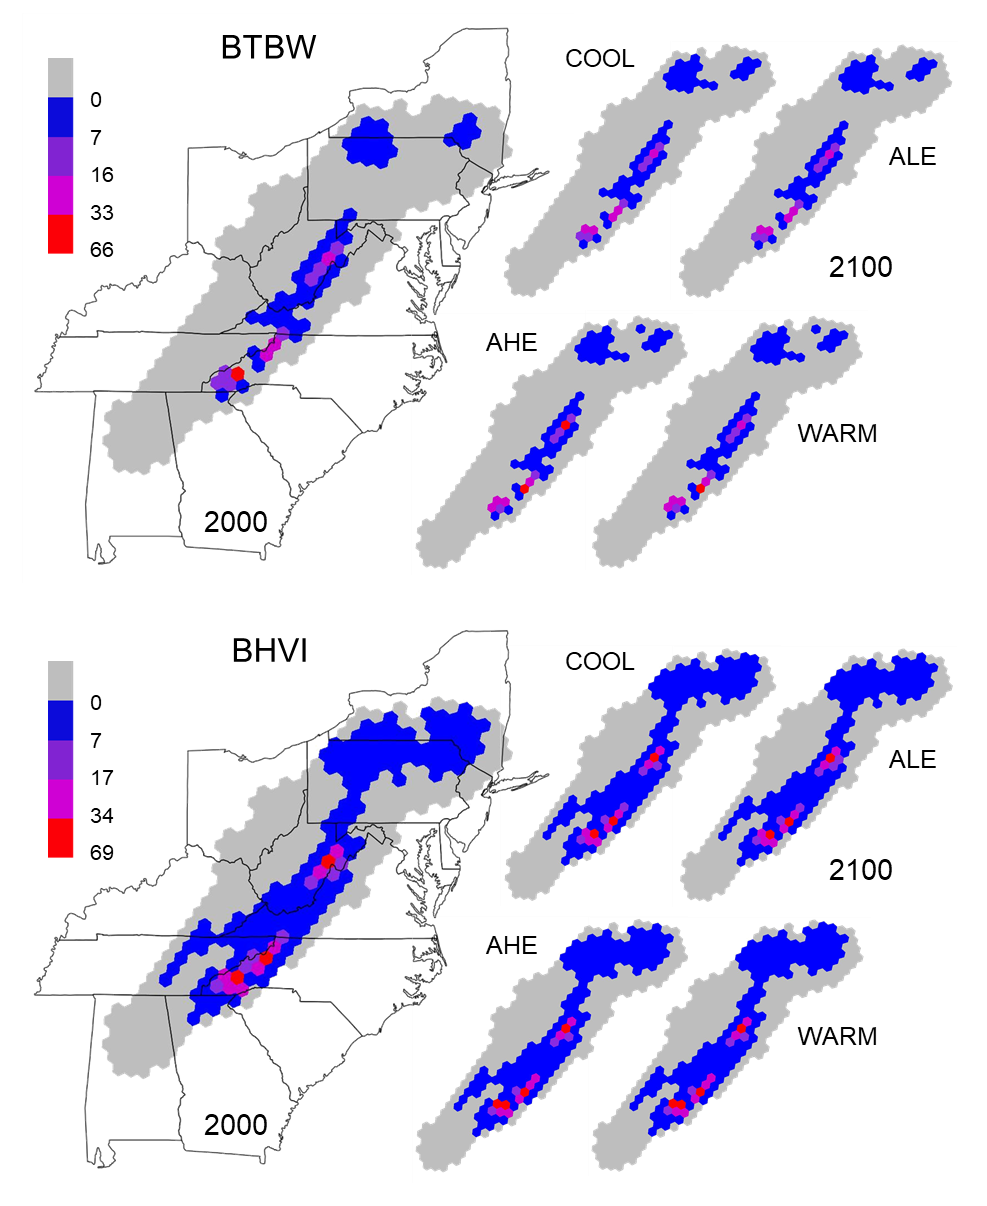 BTBW
COOL
0
7
16
33
66
ALE
2100
AHE
WARM
2000
BHVI
COOL
0
7
17
34
69
ALE
2100
AHE
WARM
2000